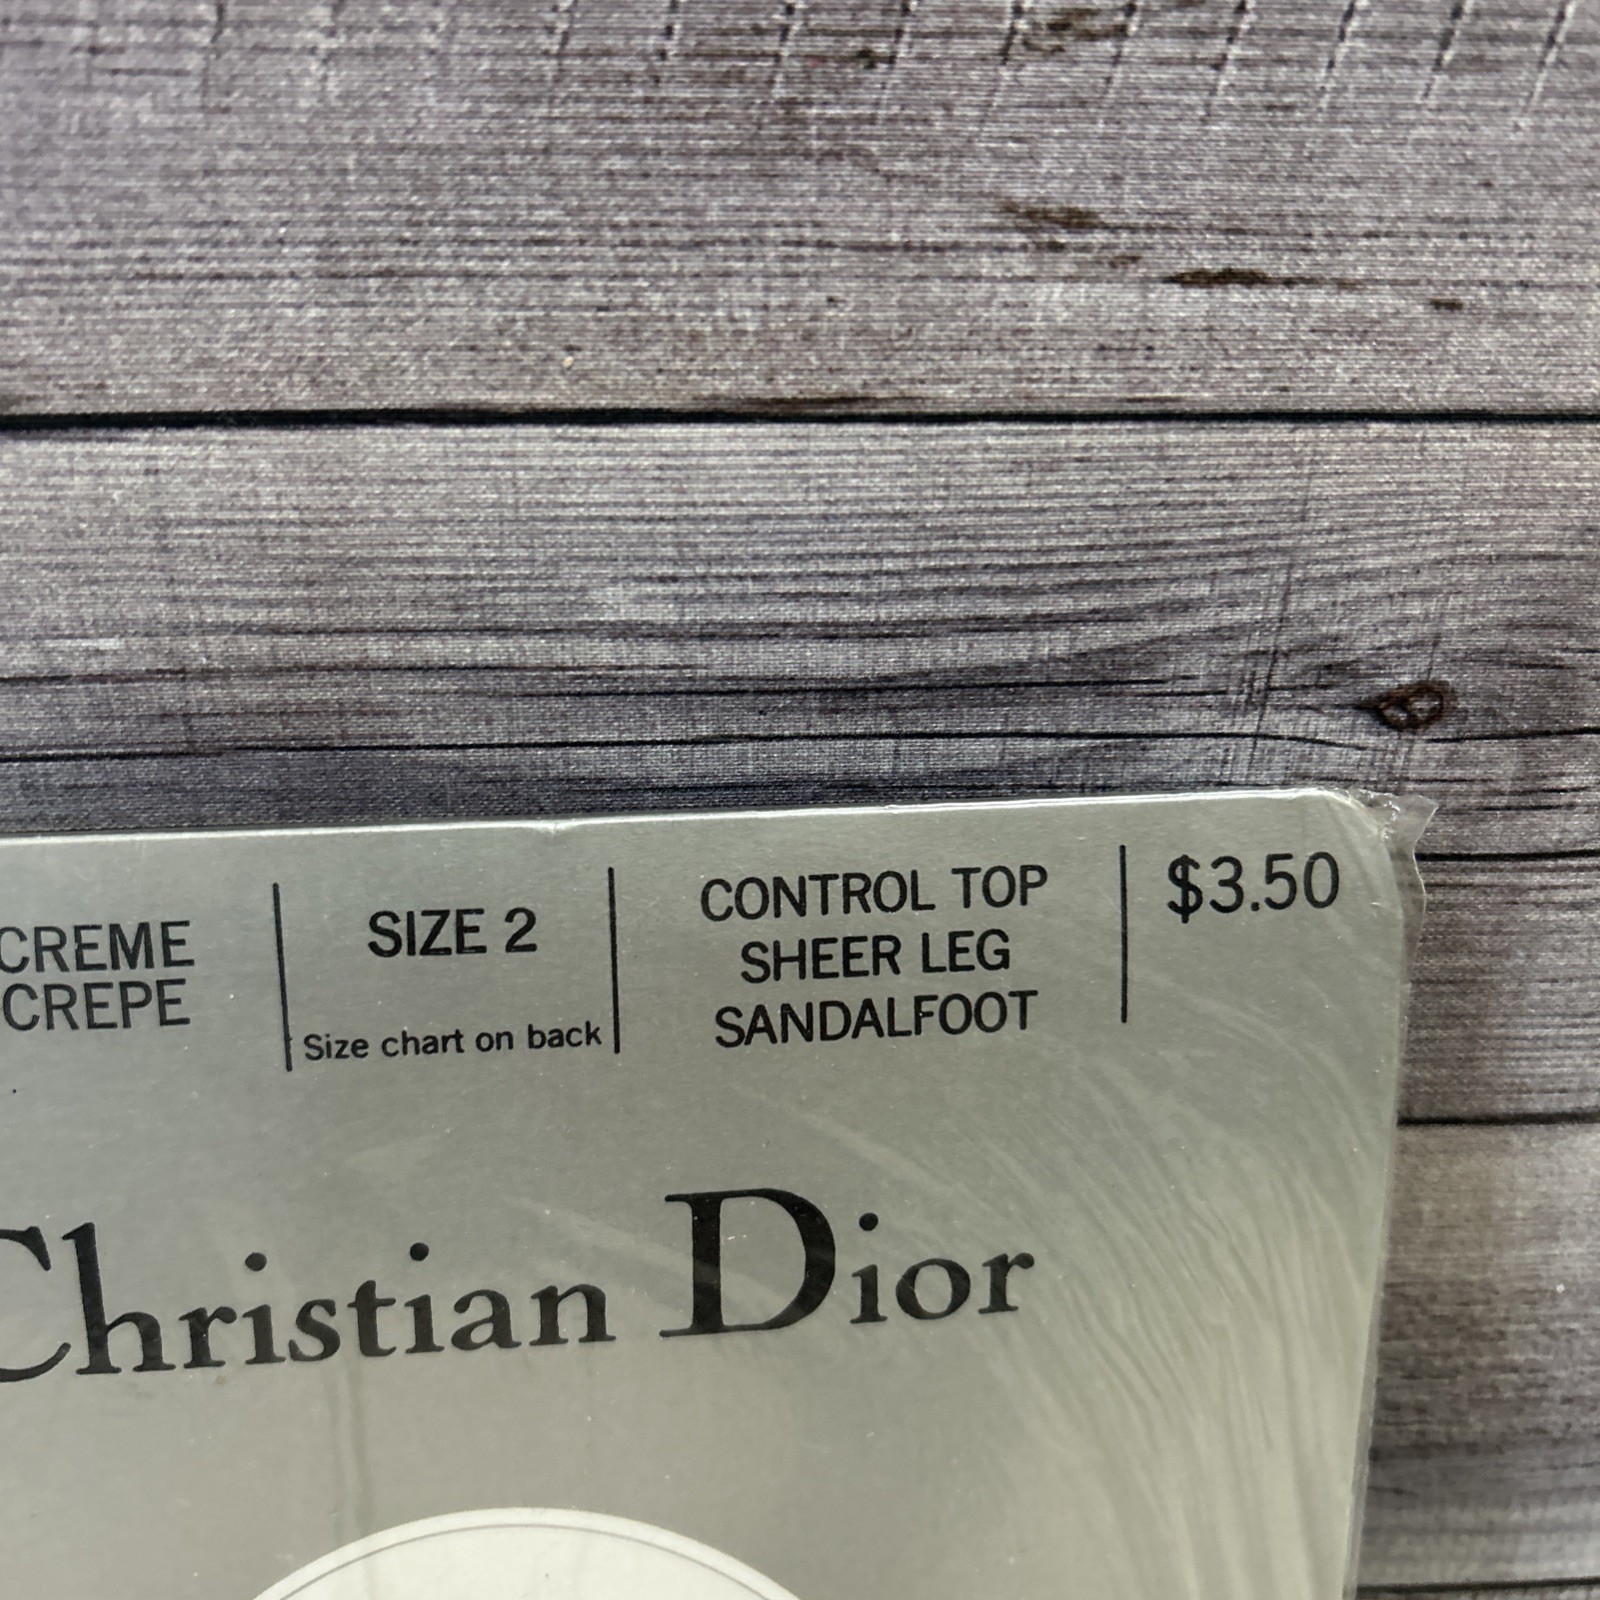 CREME
CREPE
SIZE 2
Size chart on back
CONTROL TOP
SHEER LEG
SANDALFOOT
$3.50
Christian Dior